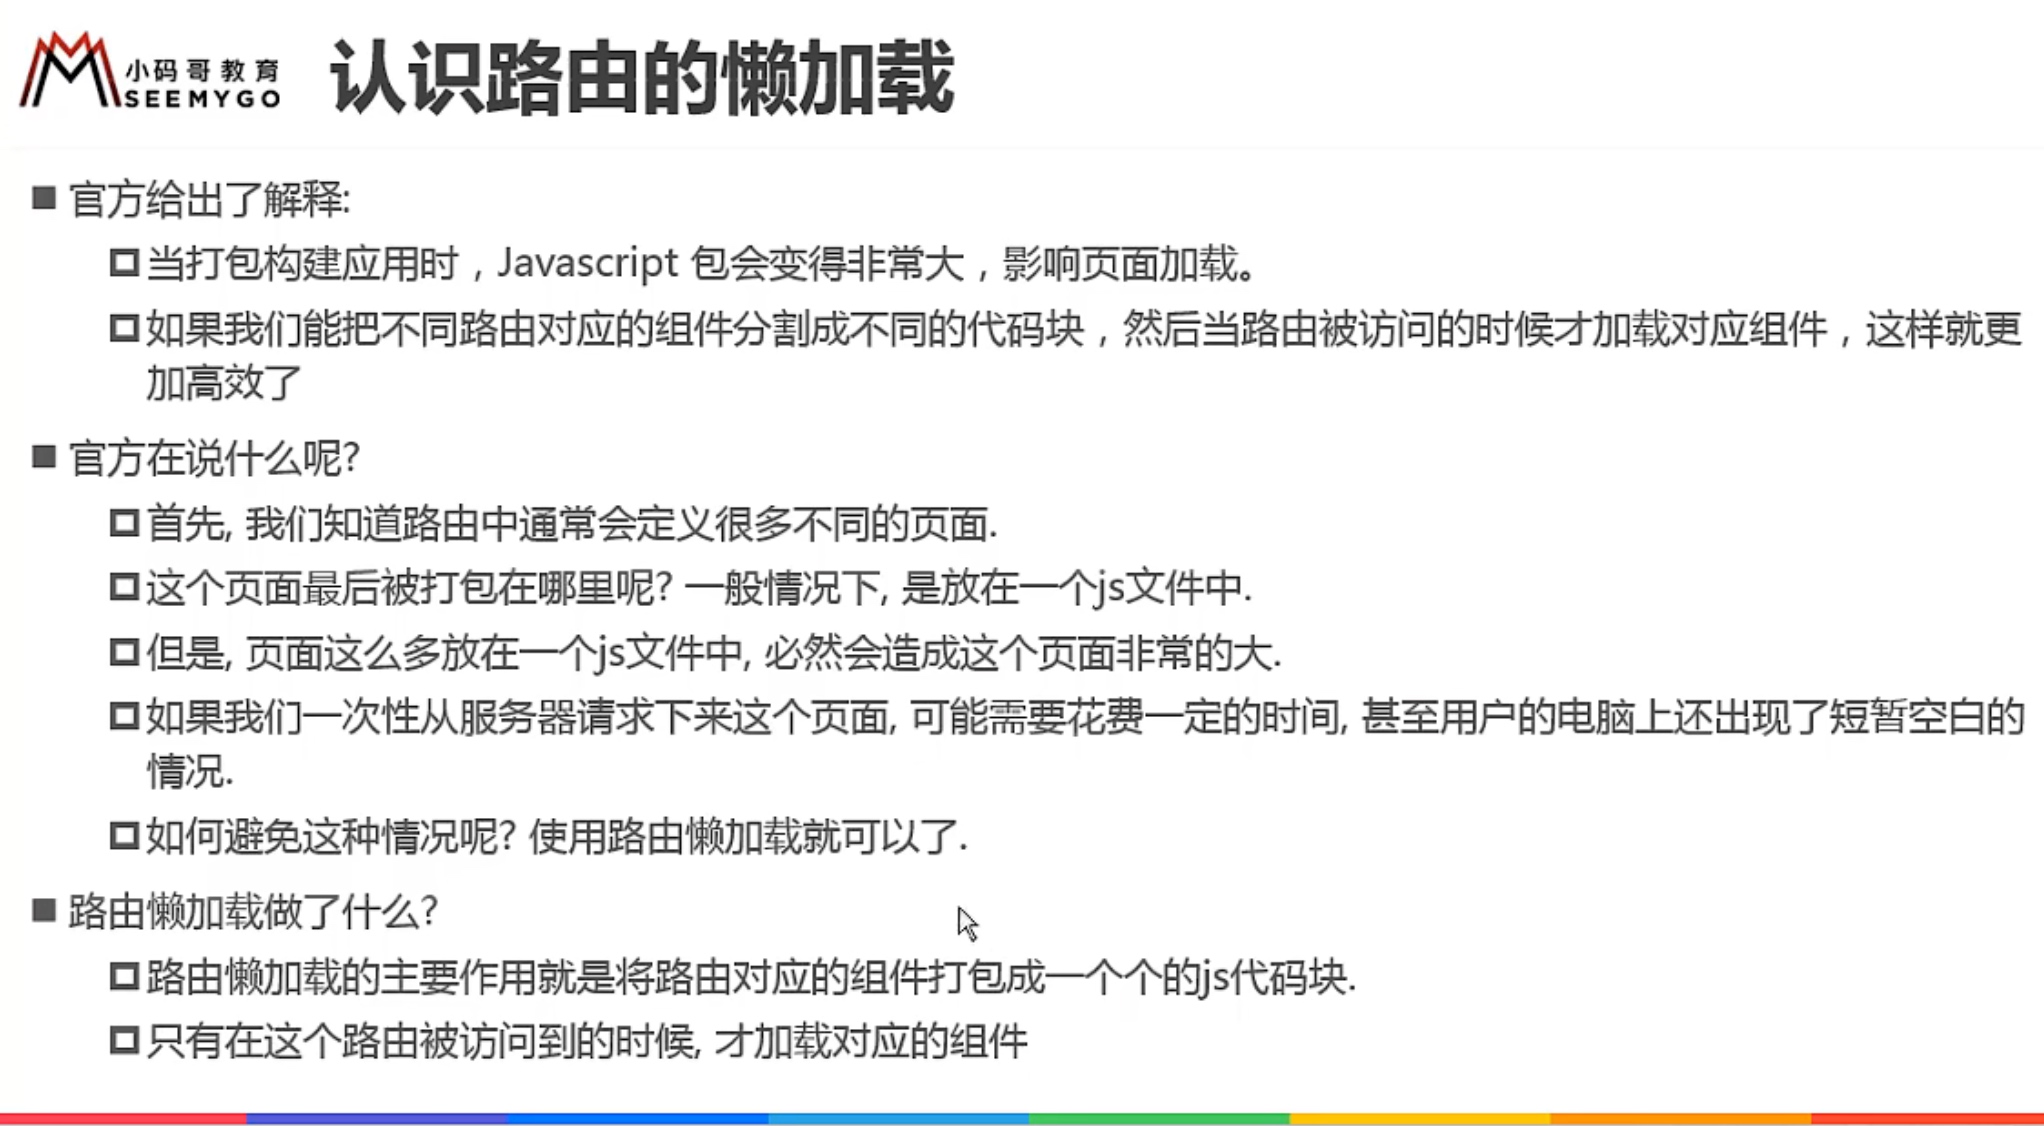 小码哥教育
SEEMYGO
认识路由的懒加载
官方给出了解释:
当打包构建应用时，Javascript 包会变得非常大，影响页面加载。
如果我们能把不同路由对应的组件分割成不同的代码块，然后当路由被访问的时候才加载对应组件，这样就更
加高效了
官方在说什么呢?
首先, 我们知道路由中通常会定义很多不同的页面.
这个页面最后被打包在哪里呢? 一般情况下, 是放在一个js文件中.
但是, 页面这么多放在一个js文件中, 必然会造成这个页面非常的大.
如果我们一次性从服务器请求下来这个页面, 可能需要花费一定的时间, 甚至用户的电脑上还出现了短暂空白的
情况.
如何避免这种情况呢? 使用路由懒加载就可以了.
路由懒加载做了什么?
路由懒加载的主要作用就是将路由对应的组件打包成一个个的js代码块.
只有在这个路由被访问到的时候, 才加载对应的组件